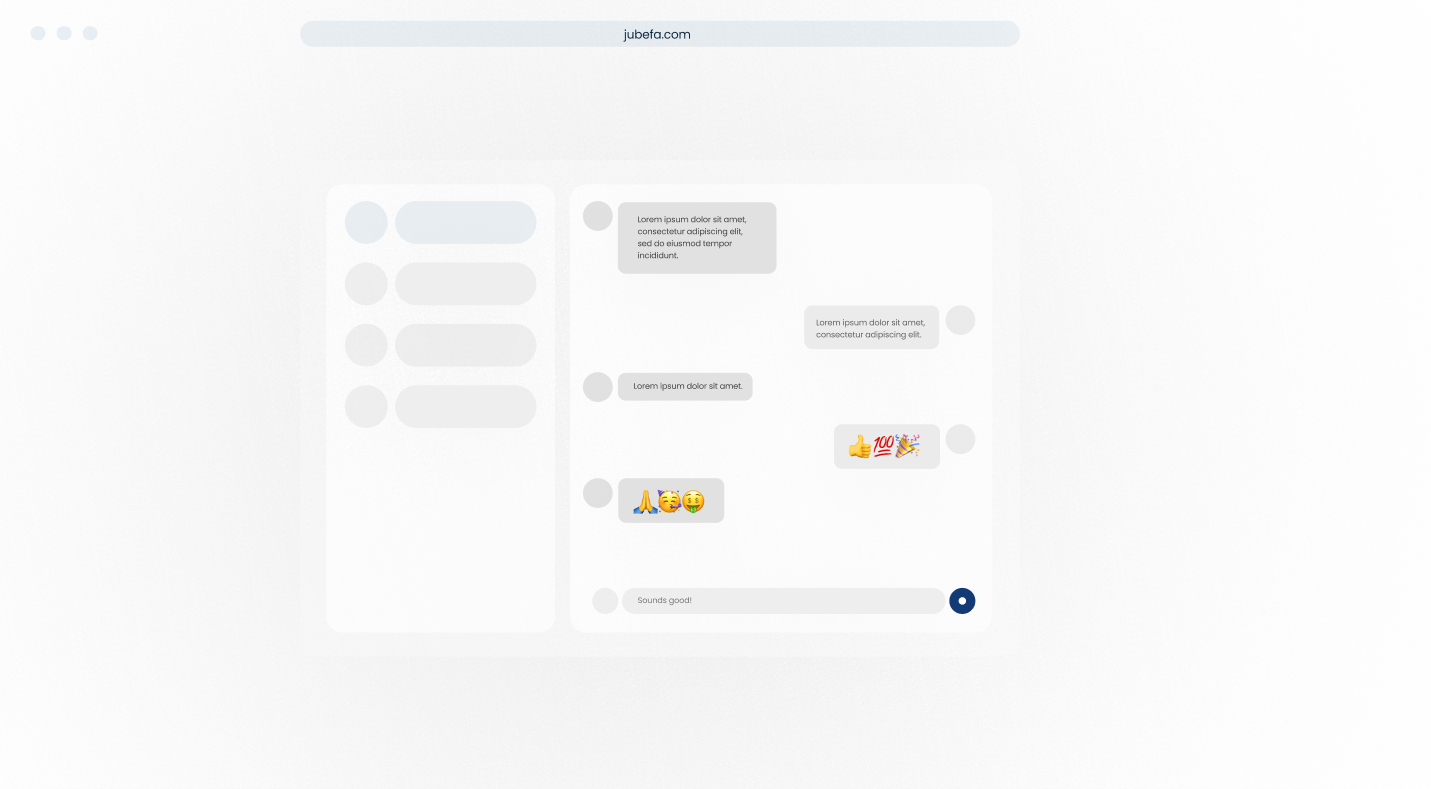 jubefa.com
Lorem ipsum dolor sit amet,
consectetur adipiscing elit,
sed do eiusmod tempor
incididunt.
Lorem ipsum dolor sit amet,
consectetur adipiscing elit.
Lorem ipsum dolor sit amet.
👍💯🎉
🙏🥳🤑
Sounds good!